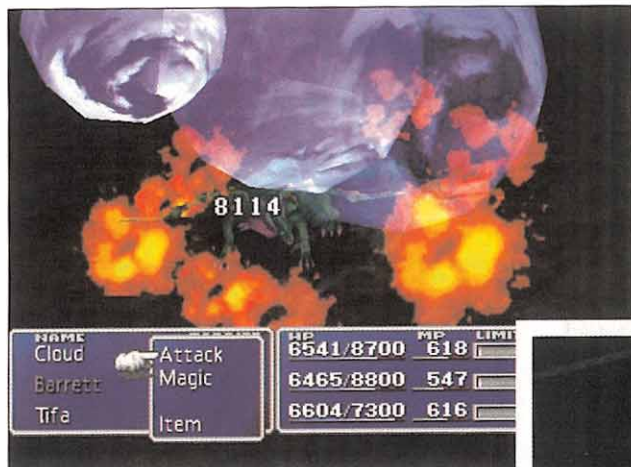 8114
NAME HP MP LIMIT
Cloud Attack 6541/8700 618
Magic
Barrett 6465/8800 547
Tifa Item 6604/7300 616